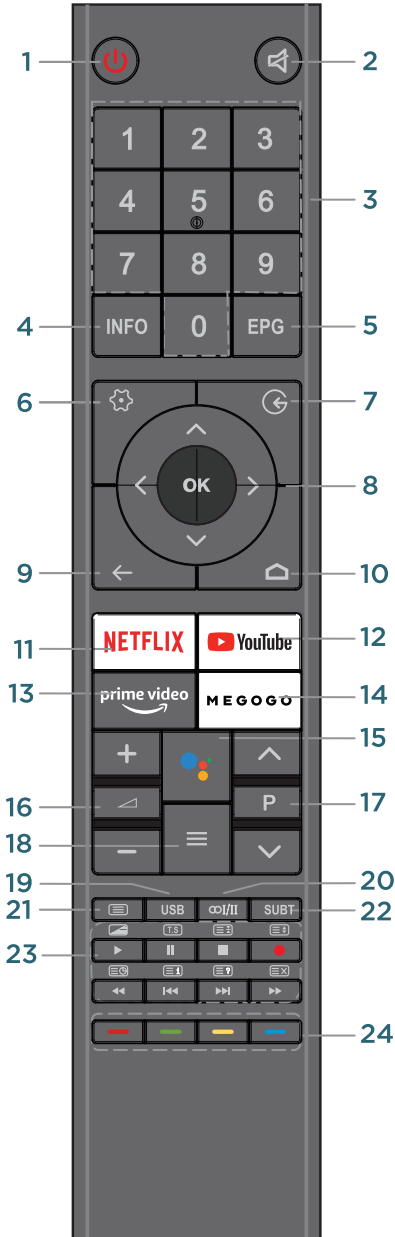 1 2
1 2 3
3
4 5 6
7 8 9
4 INFO 0 EPG 5
6 7
OK 8
9 10
NETFLIX YouTube 12
11
13 prime video MEGOGO 14
15
16 P 17
18
19 20
21 USB I/II SUBT 22
T.S
23
24